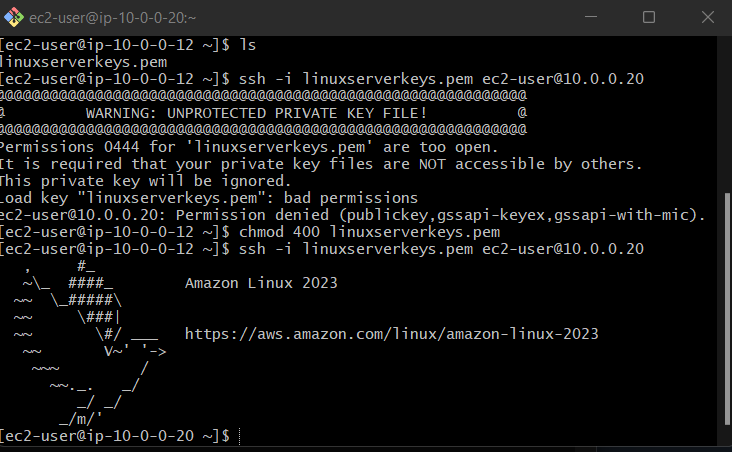 ec2-user@ip-10-0-0-20:~
[ec2-user@ip-10-0-0-12 ~]$ ls
linuxserverkeys.pem
[ec2-user@ip-10-0-0-12 ~]$ ssh -i linuxserverkeys.pem ec2-user@10.0.0.20
@@@@@@@@@@@@@@@@@@@@@@@@@@@@@@@@@@@@@@@@@@@@@@@@@@@@@@@@@@@
@         WARNING: UNPROTECTED PRIVATE KEY FILE!          @
@@@@@@@@@@@@@@@@@@@@@@@@@@@@@@@@@@@@@@@@@@@@@@@@@@@@@@@@@@@
Permissions 0444 for 'linuxserverkeys.pem' are too open.
It is required that your private key files are NOT accessible by others.
This private key will be ignored.
Load key "linuxserverkeys.pem": bad permissions
ec2-user@10.0.0.20: Permission denied (publickey,gssapi-keyex,gssapi-with-mic).
[ec2-user@ip-10-0-0-12 ~]$ chmod 400 linuxserverkeys.pem
[ec2-user@ip-10-0-0-12 ~]$ ssh -i linuxserverkeys.pem ec2-user@10.0.0.20
   ,     #_
   ~\_  ####_        Amazon Linux 2023
  ~~  \_#####\
  ~~     \###|
  ~~       \#/ ___   https://aws.amazon.com/linux/amazon-linux-2023
   ~~       V~' '->
    ~~~         /
      ~~._.   _/
         _/ _/
       _/m/'
[ec2-user@ip-10-0-0-20 ~]$